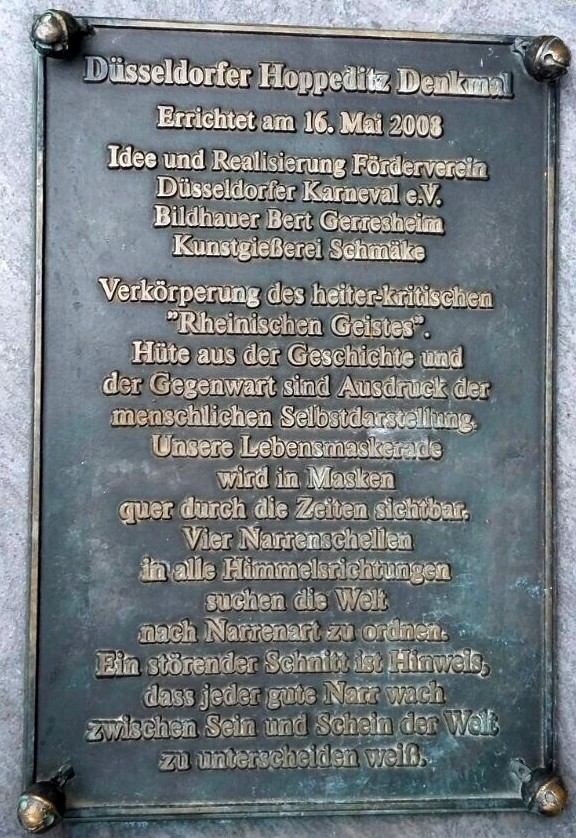 Düsseldorfer Hoppeditz Denkmal
Errichtet am 16. Mai 2008
Idee und Realisierung Förderverein
Düsseldorfer Karneval e.V.
Bildhauer Bert Gerresheim
Kunstgießerei Schmäke
Verkörperung des heiter-kritischen
"Rheinischen Geistes".
Hüte aus der Geschichte und
der Gegenwart sind Ausdruck der
menschlichen Selbstdarstellung.
Unsere Lebensmaskerade
wird in Masken
quer durch die Zeiten sichtbar.
Vier Narrenschellen
in alle Himmelsrichtungen
suchen die Welt
nach Narrenart zu ordnen.
Ein störender Schnitt ist Hinweis,
dass jeder gute Narr wach
zwischen Sein und Schein der Welt
zu unterscheiden weiß.